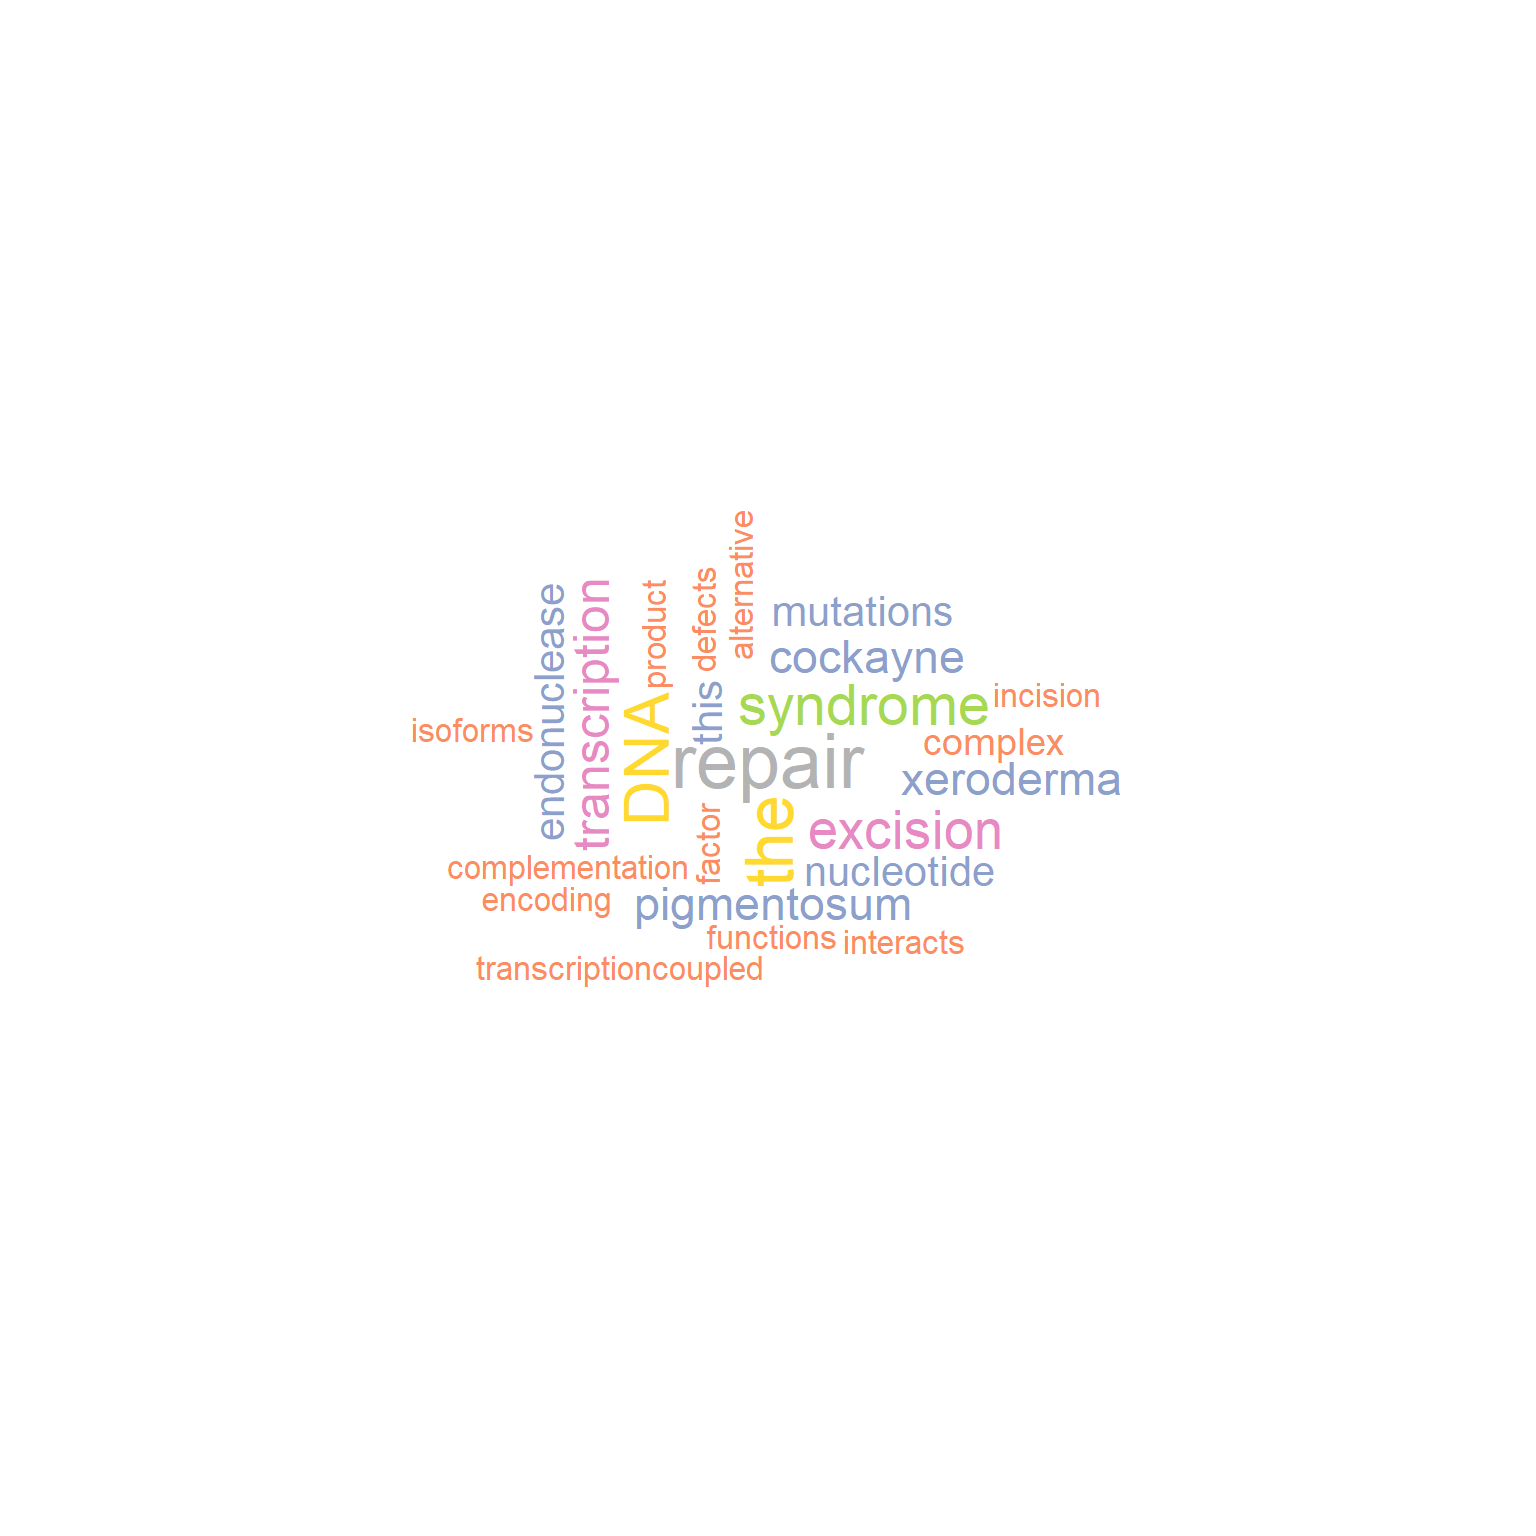 alternative
defects
product
endonuclease
transcription
mutations
cockayne
this
syndrome
incision
DNA
isoforms
complex
repair
xeroderma
the
factor
excision
complementation
nucleotide
encoding
pigmentosum
functions
interacts
transcriptioncoupled